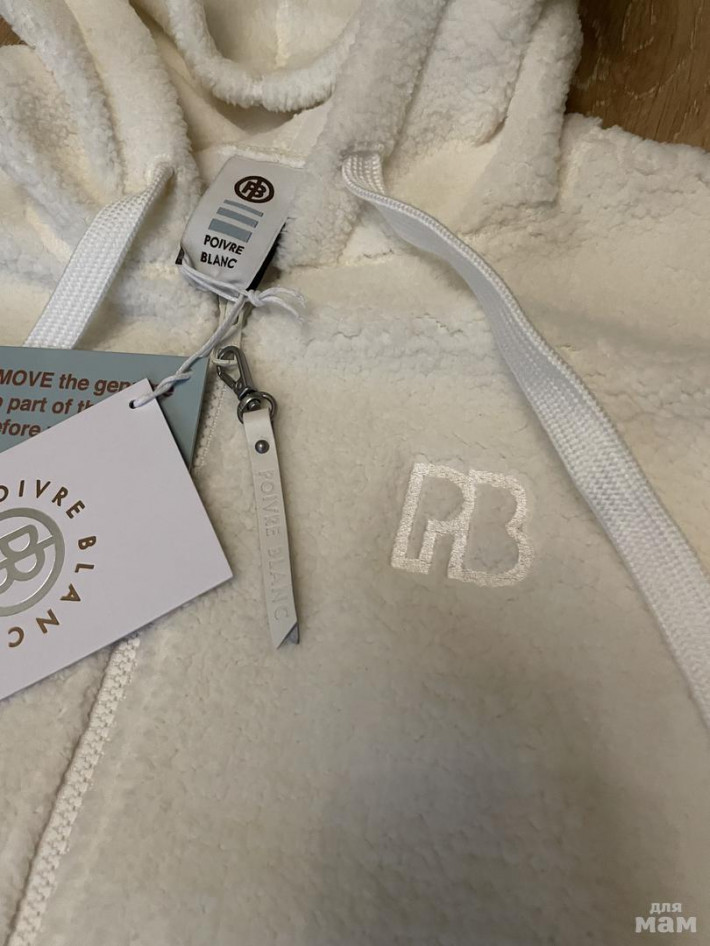 PB
POIVRE
BLANC
MOVE the gen
part of th
efore
OIVRE BLANC
PB
POIVRE BLANC
PB
для
мам